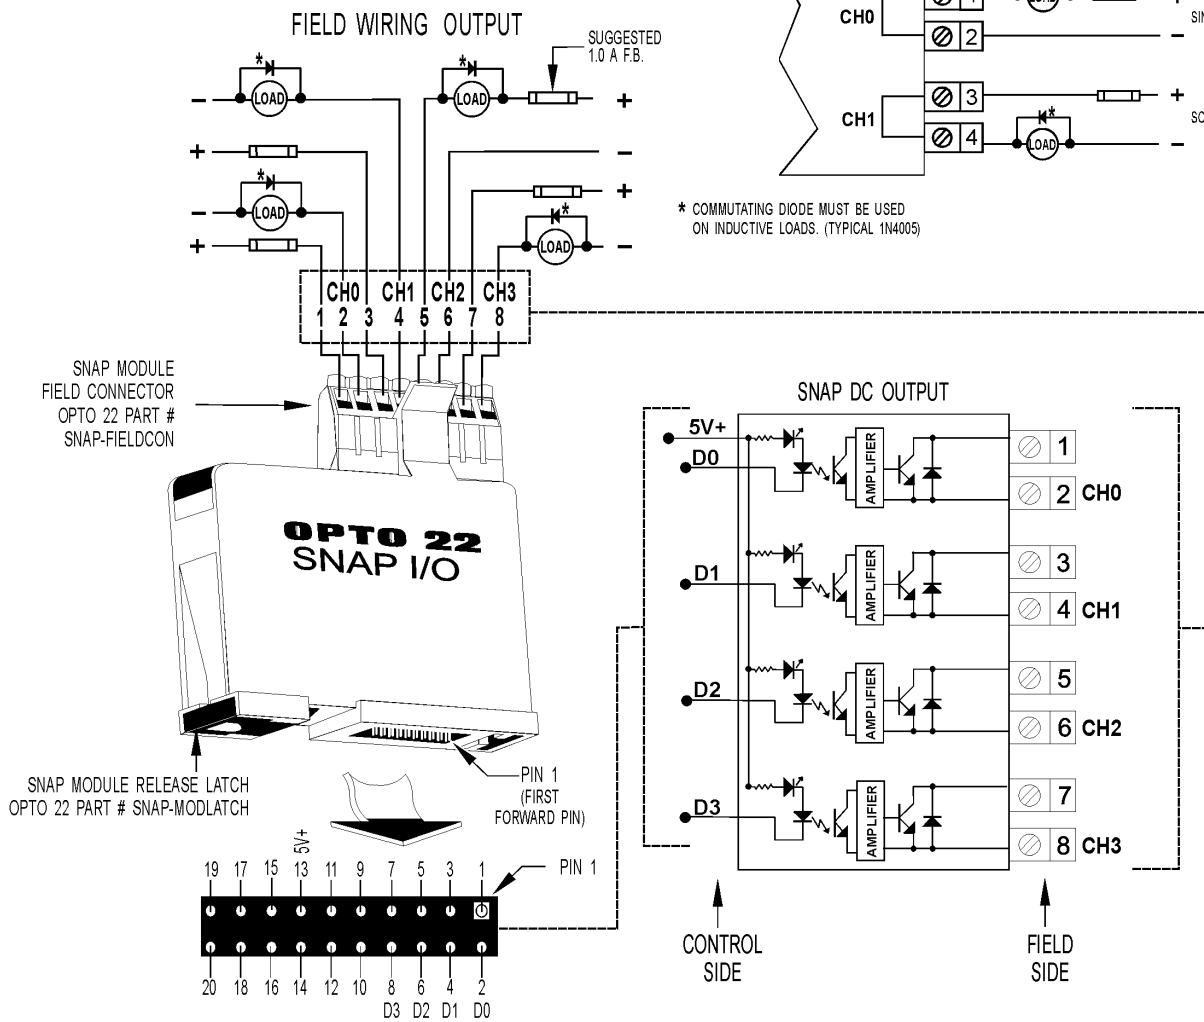 FIELD WIRING OUTPUT
SUGGESTED
1.0 A F.B.
* LOAD
* LOAD
− +
+ −
* LOAD
− +
+ LOAD * −
CH0 CH1 CH2 CH3
1 2 3 4 5 6 7 8
CH0
2 −
3 +
CH1
4 LOAD * −
* COMMUTATING DIODE MUST BE USED
ON INDUCTIVE LOADS. (TYPICAL 1N4005)
SNAP MODULE
FIELD CONNECTOR
OPTO 22 PART #
SNAP-FIELDCON
OPTO 22
SNAP I/O
SNAP MODULE RELEASE LATCH
OPTO 22 PART # SNAP-MODLATCH
PIN 1
(FIRST
FORWARD PIN)
5V+
19 17 15 13 11 9 7 5 3 1
PIN 1
20 18 16 14 12 10 8 6 4 2
D3 D2 D1 D0
SNAP DC OUTPUT
5V+
D0
AMPLIFIER
1
2 CH0
D1
AMPLIFIER
3
4 CH1
D2
AMPLIFIER
5
6 CH2
D3
AMPLIFIER
7
8 CH3
CONTROL
SIDE
FIELD
SIDE